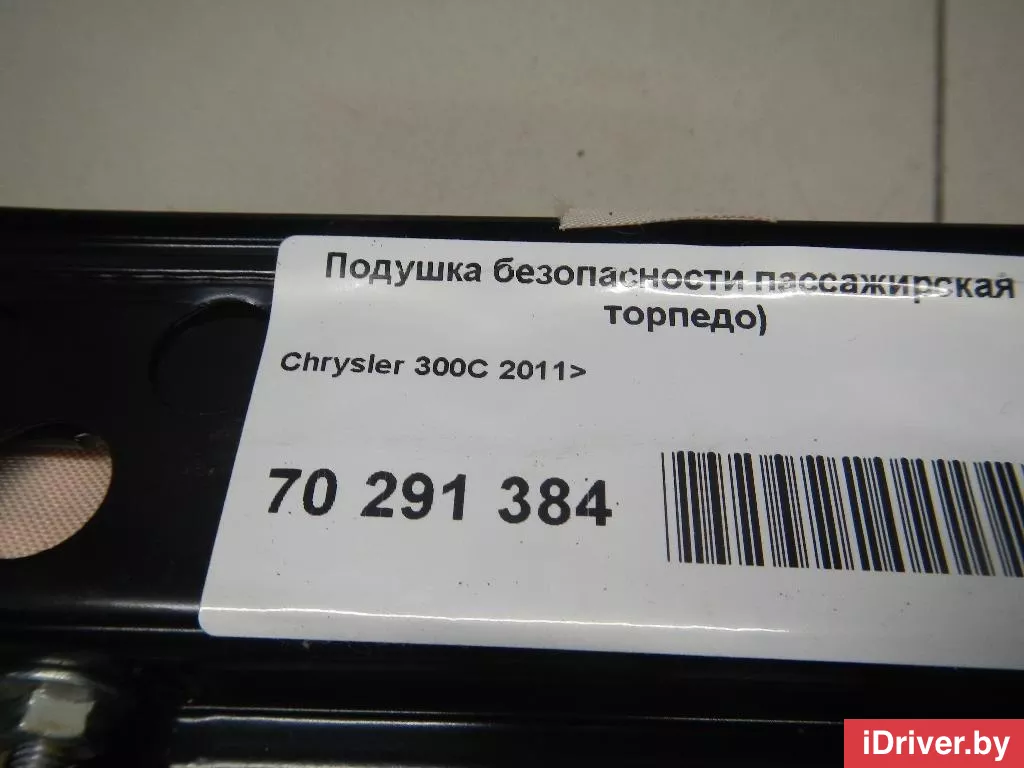 Подушка безопасности пассажирская
торпедо)
Chrysler 300C 2011>
70 291 384
iDriver.by